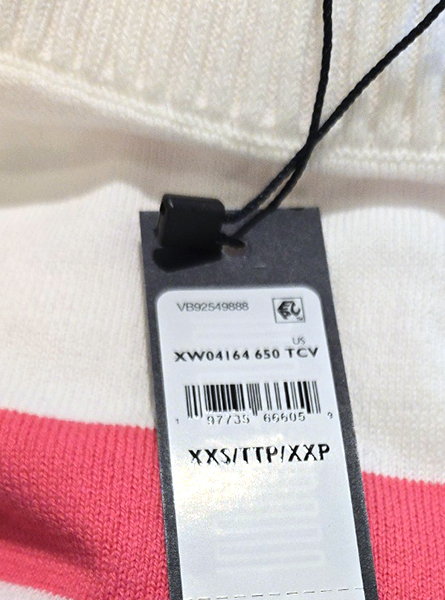 VB92549888
US
XW04164 650 TCV
1 97735 66605 9
XXS/TTP/XXP